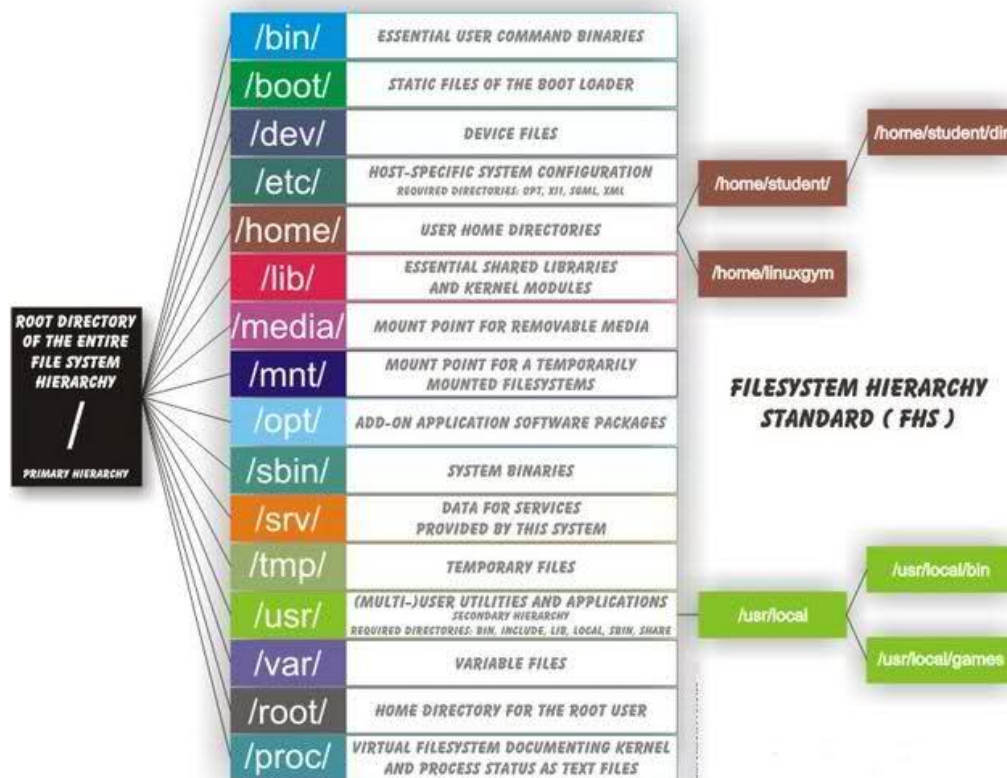 ROOT DIRECTORY
OF THE ENTIRE
FILE SYSTEM
HIERARCHY
/
PRIMARY HIERARCHY
/bin/ ESSENTIAL USER COMMAND BINARIES
/boot/ STATIC FILES OF THE BOOT LOADER
/dev/ DEVICE FILES
/etc/ HOST-SPECIFIC SYSTEM CONFIGURATION
REQUIRED DIRECTORIES: OPT, XII, SGML, XML
/home/ USER HOME DIRECTORIES
/lib/ ESSENTIAL SHARED LIBRARIES
AND KERNEL MODULES
/media/ MOUNT POINT FOR REMOVABLE MEDIA
/mnt/ MOUNT POINT FOR A TEMPORARILY
MOUNTED FILESYSTEMS
/opt/ ADD-ON APPLICATION SOFTWARE PACKAGES
/sbin/ SYSTEM BINARIES
/srv/ DATA FOR SERVICES
PROVIDED BY THIS SYSTEM
/tmp/ TEMPORARY FILES
/usr/ (MULTI-)USER UTILITIES AND APPLICATIONS
SECONDARY HIERARCHY
REQUIRED DIRECTORIES: BIN, INCLUDE, LIB, LOCAL, SBIN, SHARE
/var/ VARIABLE FILES
/root/ HOME DIRECTORY FOR THE ROOT USER
/proc/ VIRTUAL FILESYSTEM DOCUMENTING KERNEL
AND PROCESS STATUS AS TEXT FILES
/home/student/
/home/student/dir
/home/linuxgym
FILESYSTEM HIERARCHY
STANDARD ( FHS )
/usr/local
/usr/local/bin
/usr/local/games